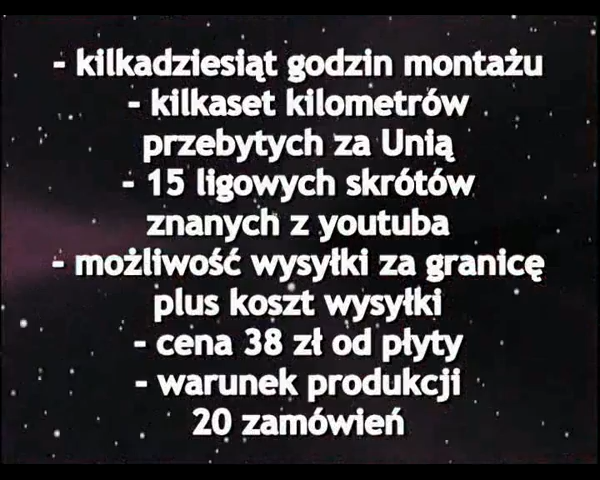 - kilkadziesiąt godzin montażu
- kilkaset kilometrów
przebytych za Unią
- 15 ligowych skrótów
znanych z youtuba
- możliwość wysyłki za granicę
plus koszt wysyłki
- cena 38 zł od płyty
- warunek produkcji
20 zamówień